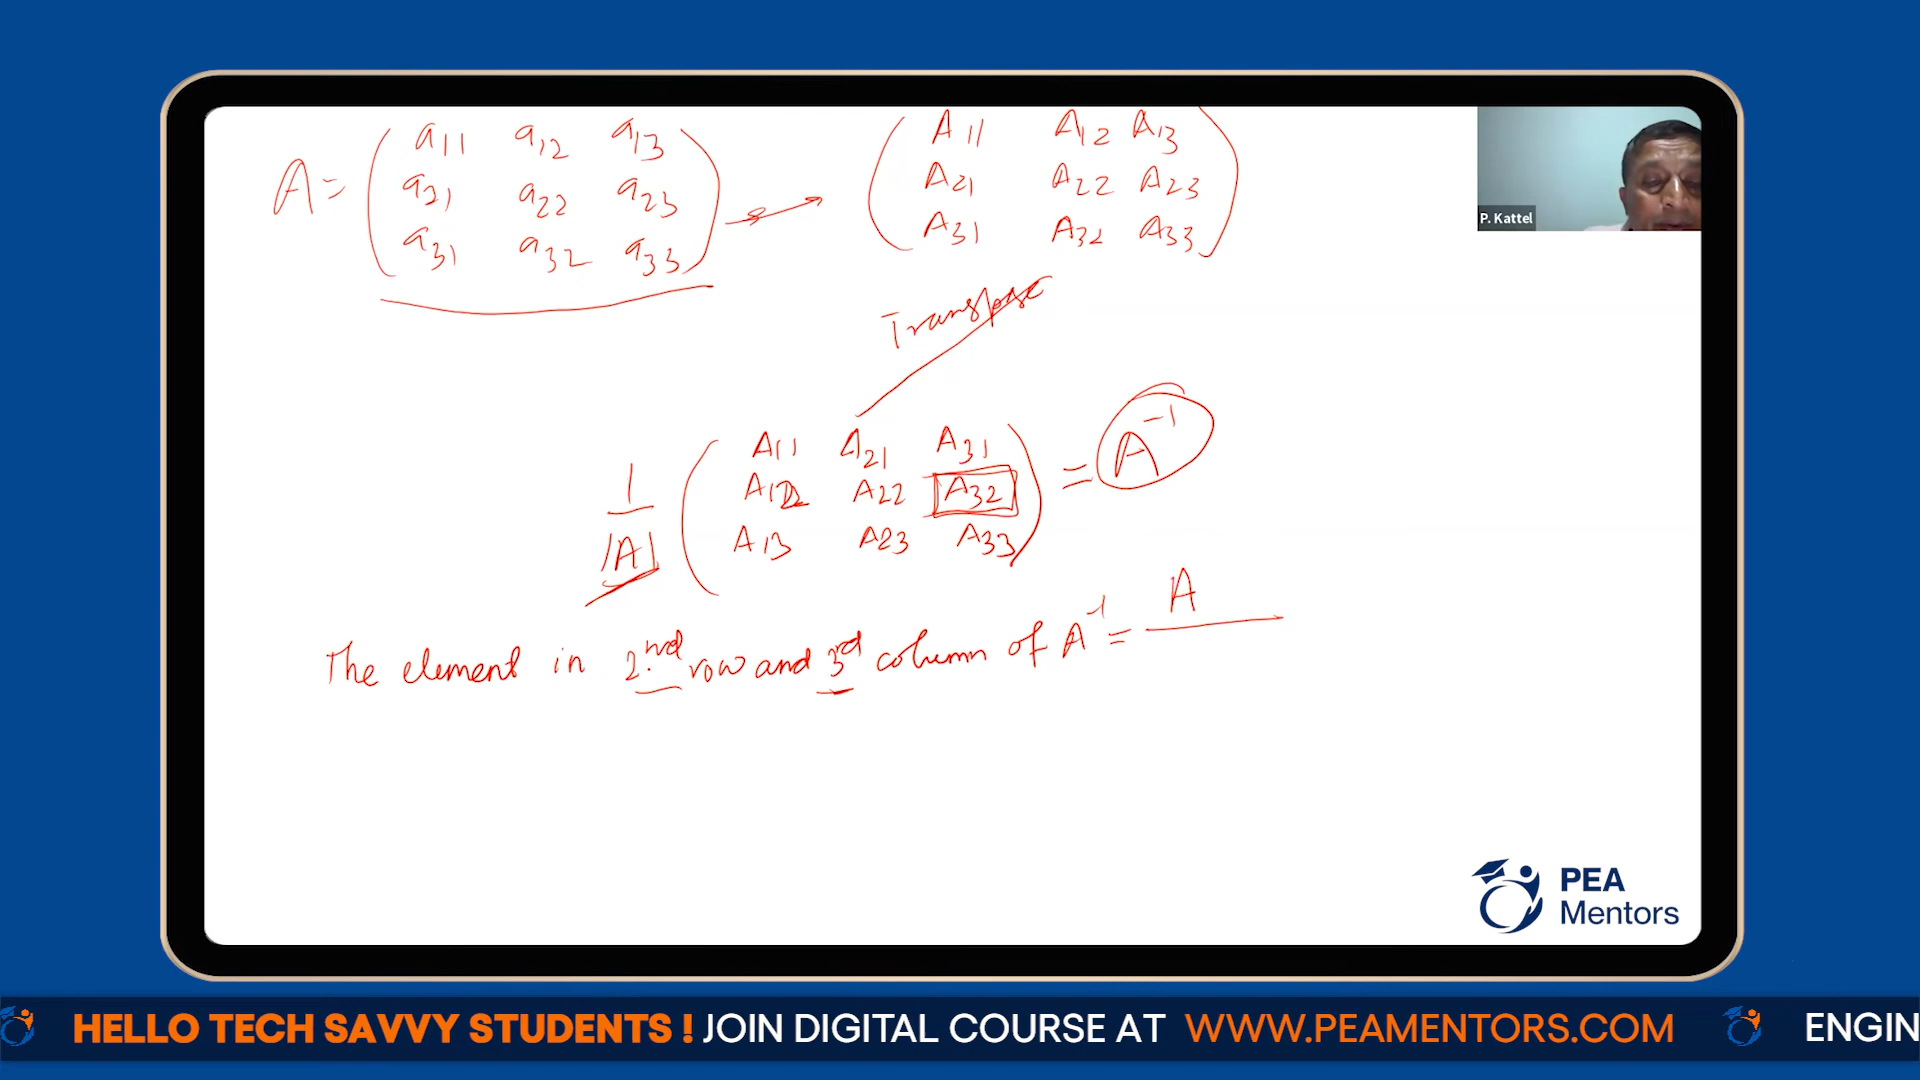 A = ( a11 a12 a13
a21 a22 a23
a31 a32 a33 )
( A11 A12 A13
A21 A22 A23
A31 A32 A33 )
P. Kattel
Transpose
1/|A| ( A11 A21 A31
A12 A22 A32
A13 A23 A33 ) = A⁻¹
The element in 2nd row and 3rd column of A⁻¹ = A
PEA
Mentors
HELLO TECH SAVVY STUDENTS ! JOIN DIGITAL COURSE AT WWW.PEAMENTORS.COM ENGIN